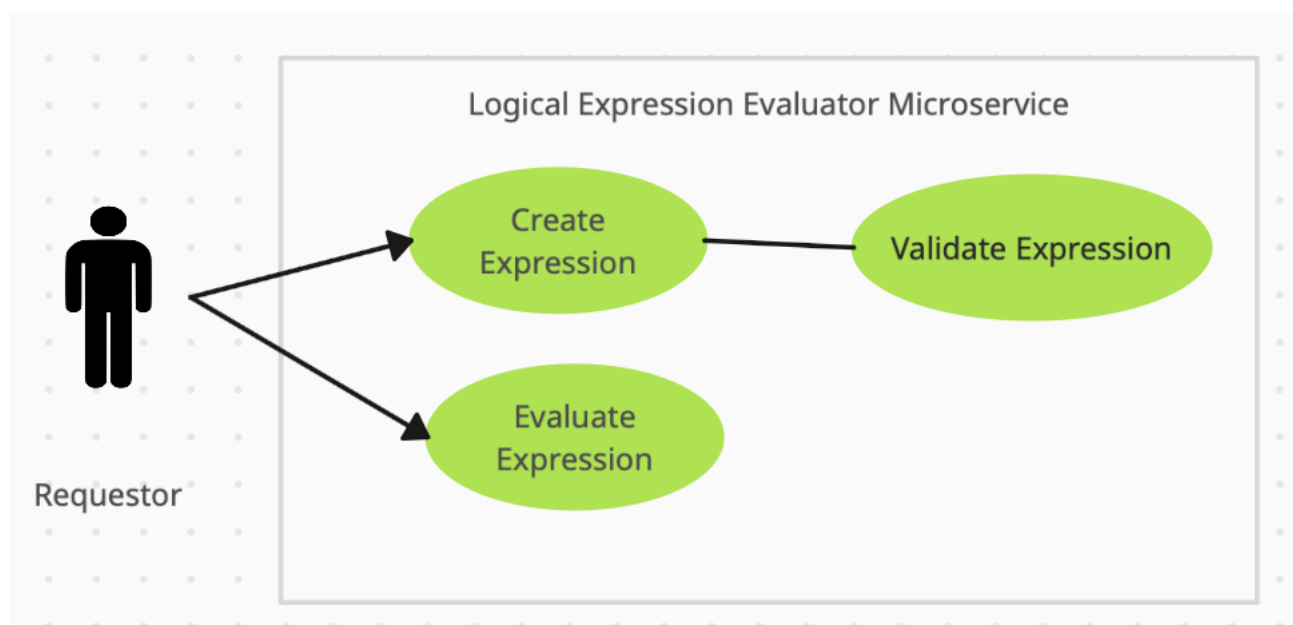 Logical Expression Evaluator Microservice
Create
Expression
Validate Expression
Evaluate
Expression
Requestor